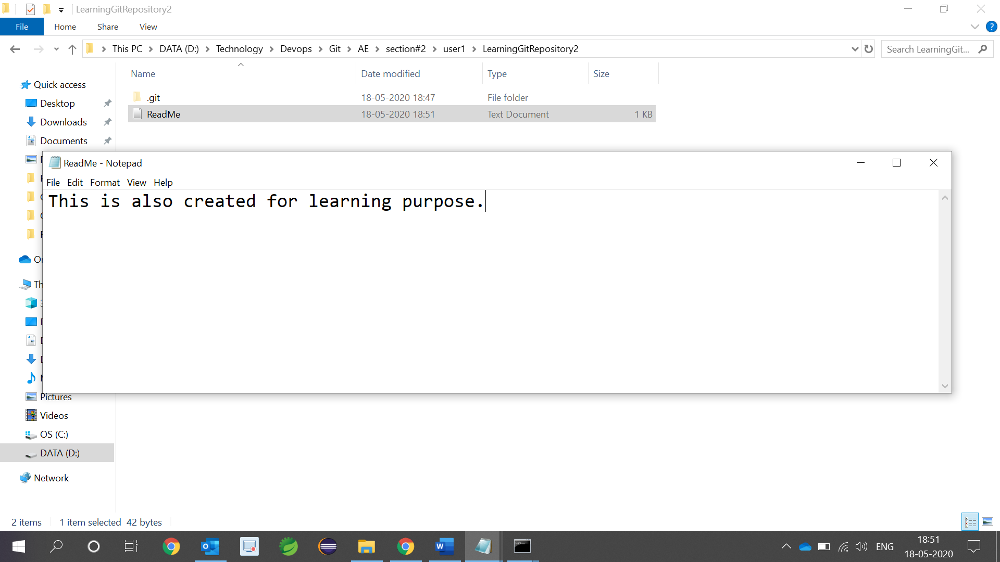 LearningGitRepository2
File Home Share View
This PC DATA (D:) Technology Devops Git AE section#2 user1 LearningGitRepository2
Search LearningGit...
Name Date modified Type Size
Quick access
.git 18-05-2020 18:47 File folder
Desktop
ReadMe 18-05-2020 18:51 Text Document 1 KB
Downloads
Documents
ReadMe - Notepad
File Edit Format View Help
This is also created for learning purpose.
Pictures
Videos
OS (C:)
DATA (D:)
Network
2 items 1 item selected 42 bytes
ENG
18:51
18-05-2020